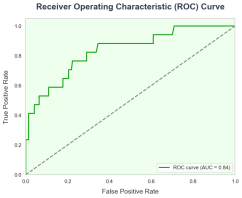 Receiver Operating Characteristic (ROC) Curve
1.0
0.8
0.6
0.4
0.2
0.0
True Positive Rate
ROC curve (AUC = 0.84)
0.0 0.2 0.4 0.6 0.8 1.0
False Positive Rate